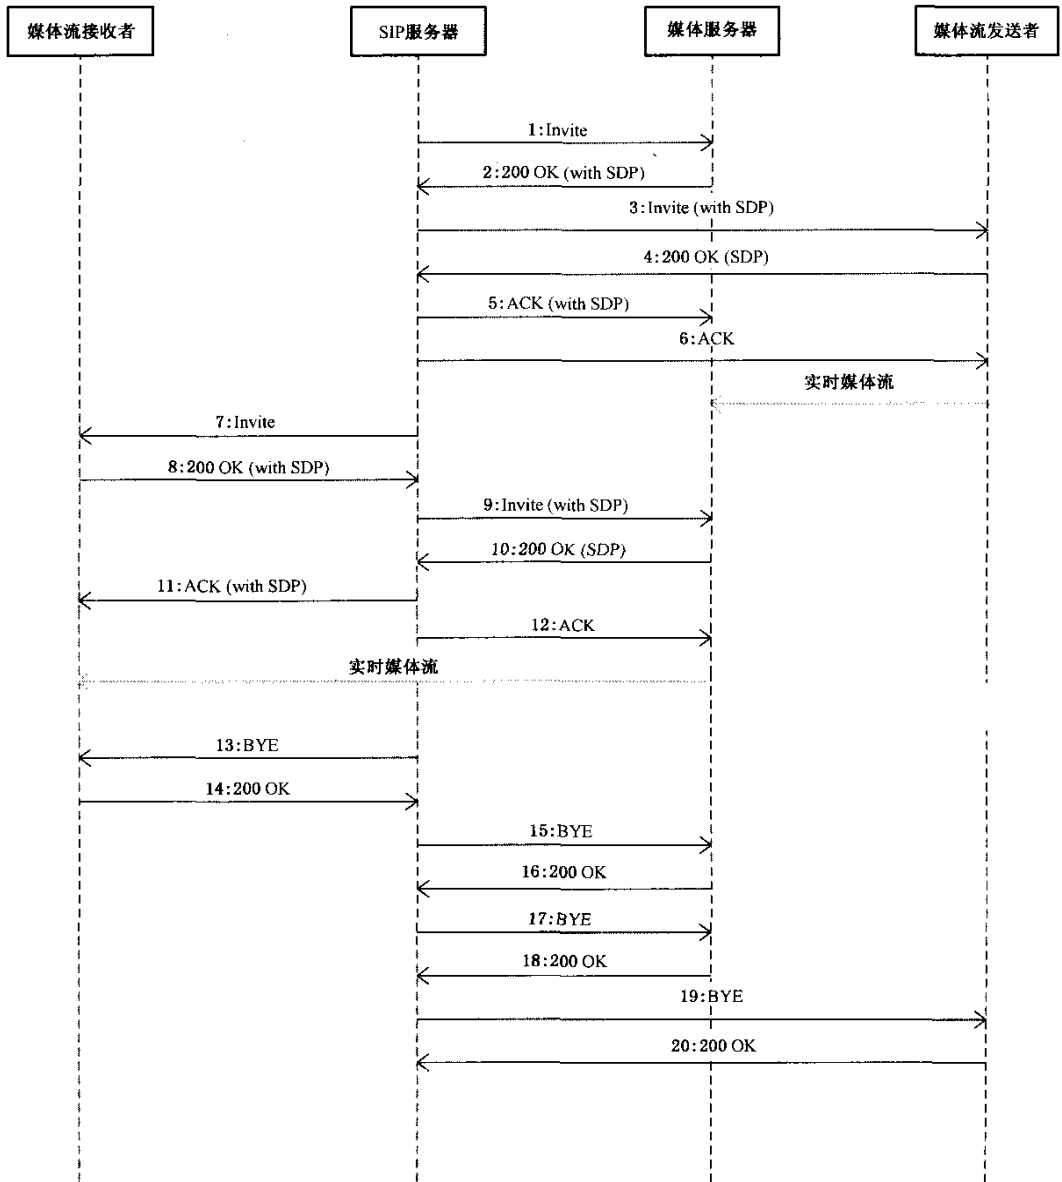 媒体流接收者
SIP服务器
媒体服务器
媒体流发送者
1:Invite
2:200 OK (with SDP)
3:Invite (with SDP)
4:200 OK (SDP)
5:ACK (with SDP)
6:ACK
实时媒体流
7:Invite
8:200 OK (with SDP)
9:Invite (with SDP)
10:200 OK (SDP)
11:ACK (with SDP)
12:ACK
实时媒体流
13:BYE
14:200 OK
15:BYE
16:200 OK
17:BYE
18:200 OK
19:BYE
20:200 OK